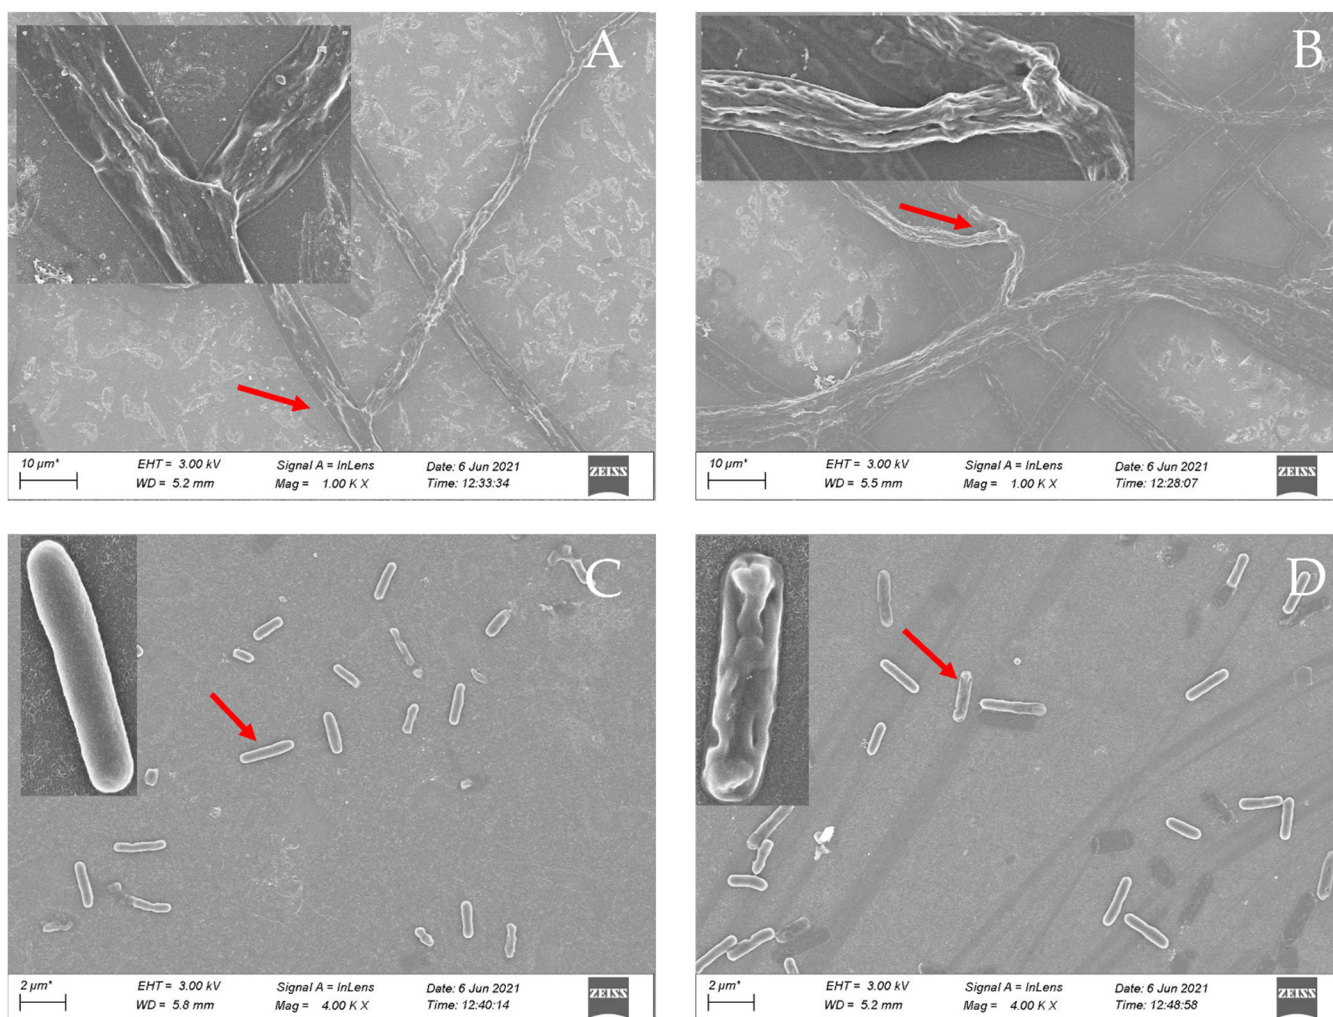 A
10 µm*
EHT = 3.00 kV
Signal A = InLens
Date: 6 Jun 2021
WD = 5.2 mm
Mag = 1.00 K X
Time: 12:33:34
ZEISS
B
10 µm*
EHT = 3.00 kV
Signal A = InLens
Date: 6 Jun 2021
WD = 5.5 mm
Mag = 1.00 K X
Time: 12:28:07
ZEISS
C
2 µm*
EHT = 3.00 kV
Signal A = InLens
Date: 6 Jun 2021
WD = 5.8 mm
Mag = 4.00 K X
Time: 12:40:14
ZEISS
D
2 µm*
EHT = 3.00 kV
Signal A = InLens
Date: 6 Jun 2021
WD = 5.2 mm
Mag = 4.00 K X
Time: 12:48:58
ZEISS